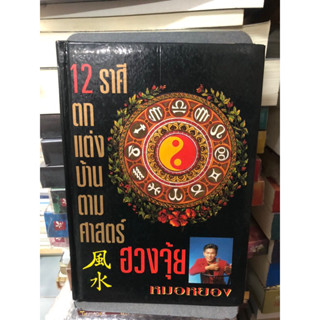 12 ราศี
ตก
แต่ง
บ้าน
ตาม
ศาสตร์
風水
ฮวงจุ้ย
หมอหยอง